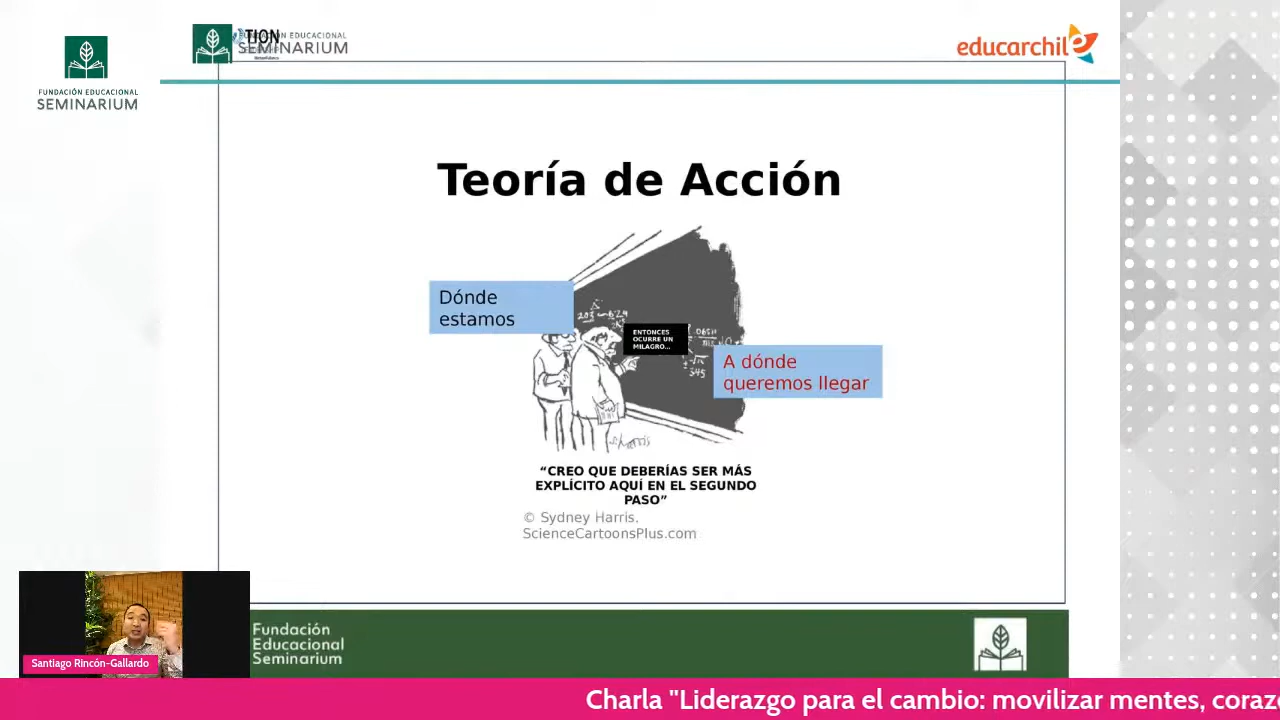 FUNDACIÓN EDUCACIONAL
SEMINARIUM
TJON
EDUCACIONAL
SEMINARIUM
educarchile
Teoría de Acción
Dónde
estamos
ENTONCES
OCURRE UN
MILAGRO...
A dónde
queremos llegar
“CREO QUE DEBERÍAS SER MÁS
EXPLÍCITO AQUÍ EN EL SEGUNDO
PASO”
© Sydney Harris.
ScienceCartoonsPlus.com
Santiago Rincón-Gallardo
Fundación
Educacional
Seminarium
Charla "Liderazgo para el cambio: movilizar mentes, coraz